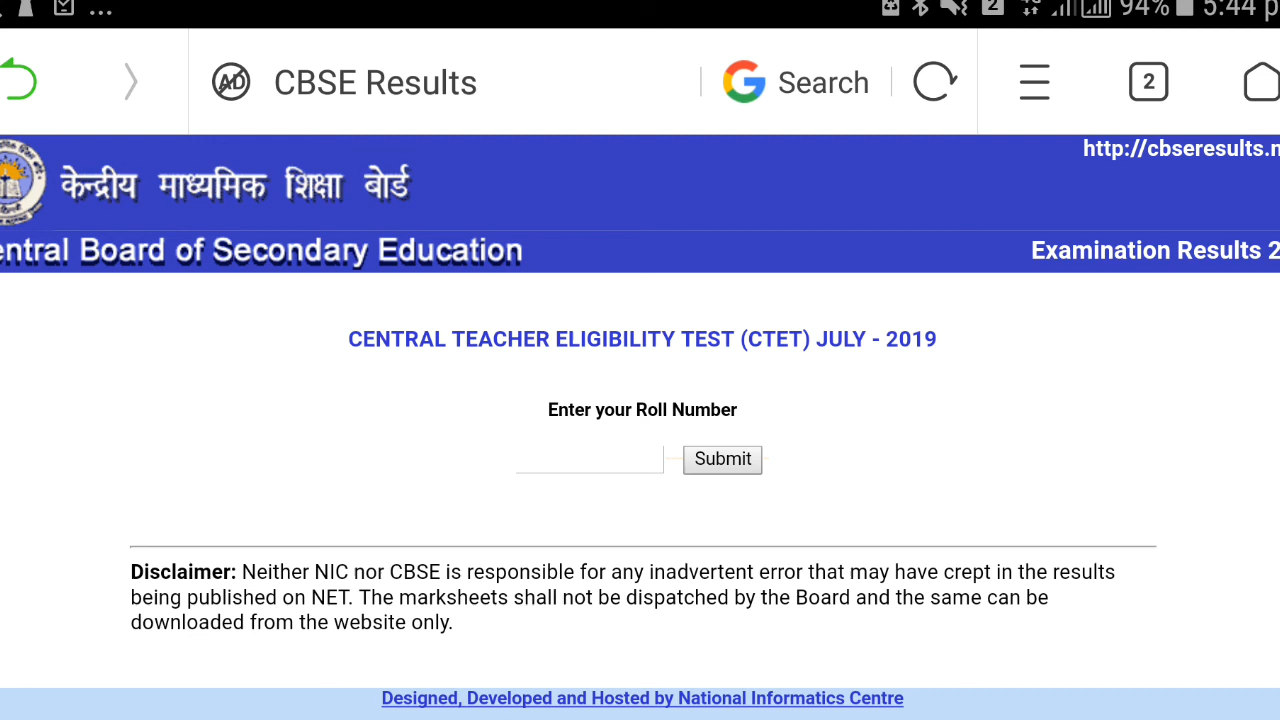 ... 2 94% 5:44 p
CBSE Results Search 2
http://cbseresults.n
केन्द्रीय माध्यमिक शिक्षा बोर्ड
entral Board of Secondary Education Examination Results 2
CENTRAL TEACHER ELIGIBILITY TEST (CTET) JULY - 2019
Enter your Roll Number
Submit
Disclaimer: Neither NIC nor CBSE is responsible for any inadvertent error that may have crept in the results
being published on NET. The marksheets shall not be dispatched by the Board and the same can be
downloaded from the website only.
Designed, Developed and Hosted by National Informatics Centre